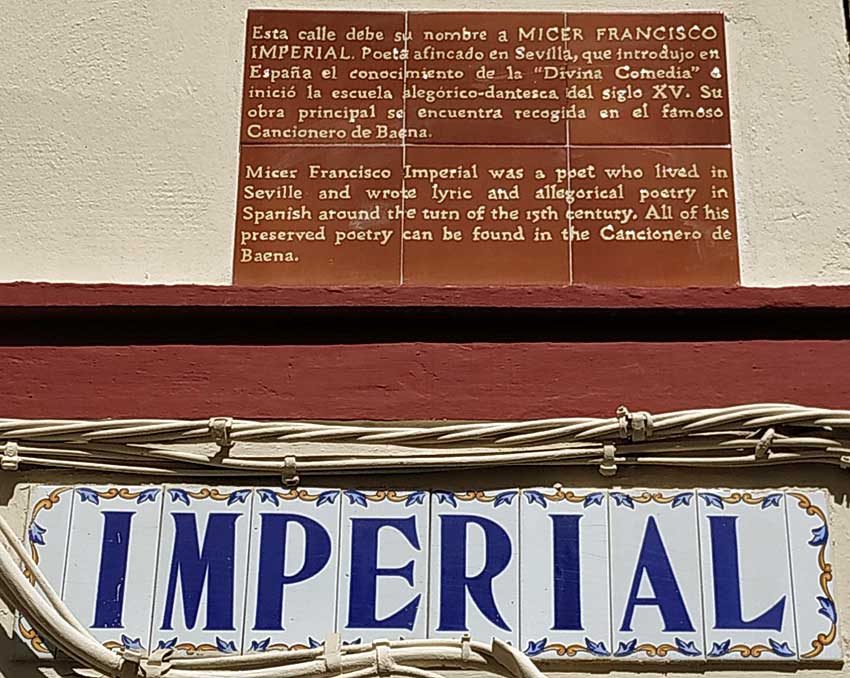 Esta calle debe su nombre a MICER FRANCISCO
IMPERIAL. Poeta afincado en Sevilla, que introdujo en
España el conocimiento de la "Divina Comedia" e
inició la escuela alegórico-dantesca del siglo XV. Su
obra principal se encuentra recogida en el famoso
Cancionero de Baena.
Micer Francisco Imperial was a poet who lived in
Seville and wrote lyric and allegorical poetry in
Spanish around the turn of the 15th century. All of his
preserved poetry can be found in the Cancionero de
Baena.
IMPERIAL